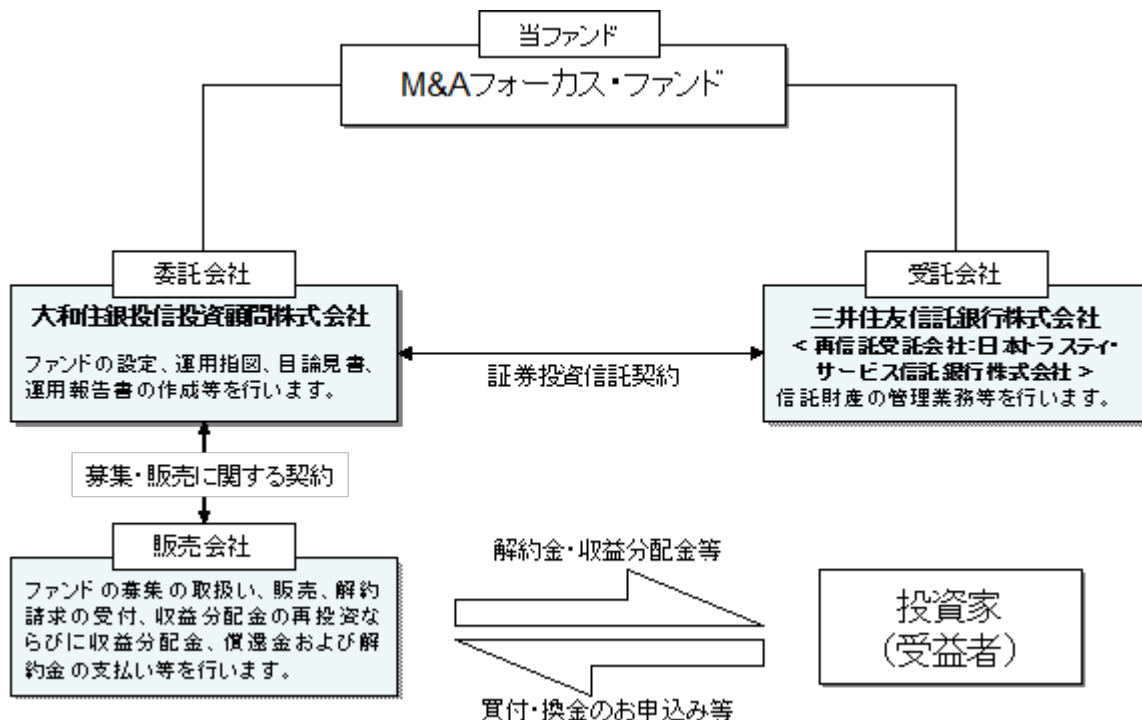 当ファンド
M&Aフォーカス・ファンド
委託会社
大和住銀投信投資顧問株式会社
ファンドの設定、運用指図、目論見書、
運用報告書の作成等を行います。
証券投資信託契約
受託会社
三井住友信託銀行株式会社
＜再信託受託会社：日本トラスティ・
サービス信託銀行株式会社＞
信託財産の管理業務等を行います。
募集・販売に関する契約
販売会社
ファンドの募集の取扱い、販売、解約
請求の受付、収益分配金の再投資な
らびに収益分配金、償還金および解
約金の支払い等を行います。
解約金・収益分配金等
買付・換金のお申込み等
投資家
（受益者）